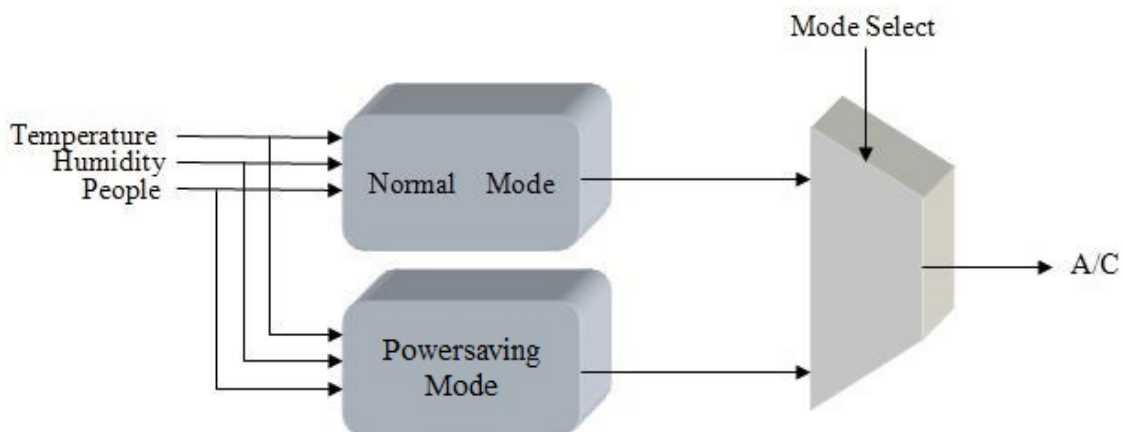 Mode Select
Temperature
Humidity
People
Normal Mode
Powersaving
Mode
A/C